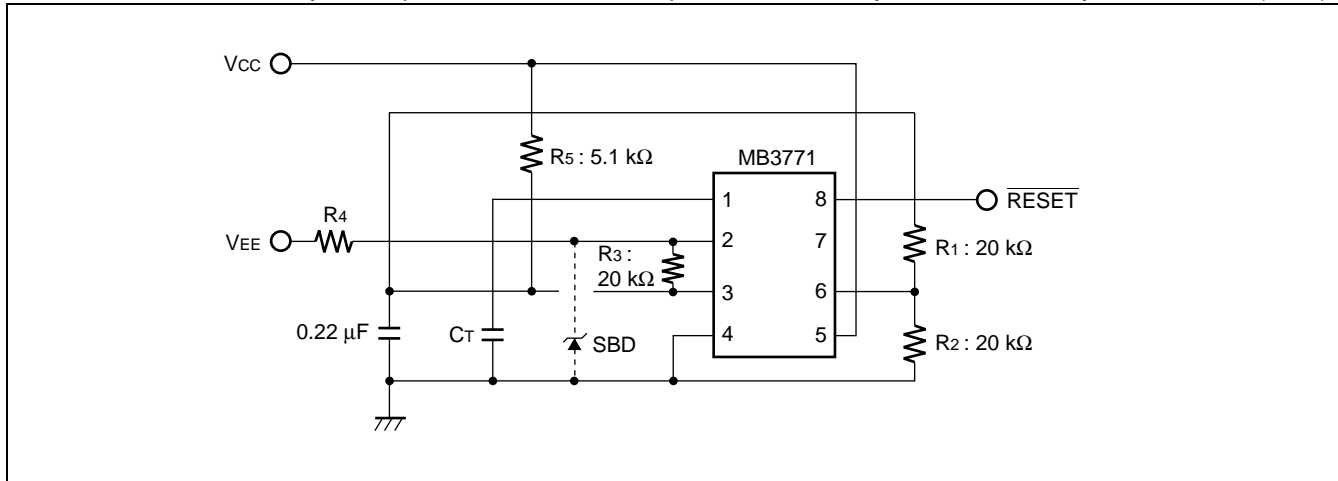 VCC
R5 : 5.1 kΩ
MB3771
1
8
RESET
R4
VEE
2
7
R1 : 20 kΩ
R3 :
20 kΩ
3
6
0.22 μF
CT
SBD
4
5
R2 : 20 kΩ